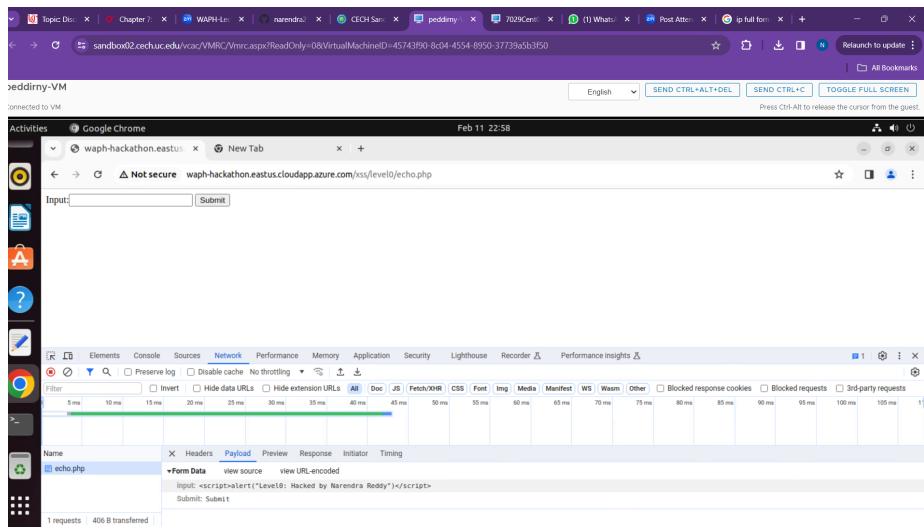 Topic Disc
Chapter 7:
WAPH-Lec
narendra2
CECH San
peddirny-
7029Cent
(1) Whats
Post Atten
ip full form
sandbox02.cech.uc.edu/vcac/VMRC/Vmrc.aspx?ReadOnly=0&VirtualMachineID=45743f90-8c04-4554-8950-37739a5b3f50
N
Relaunch to update
All Bookmarks
peddirny-VM
English
SEND CTRL+ALT+DEL
SEND CTRL+C
TOGGLE FULL SCREEN
Connected to VM
Press Ctrl-Alt to release the cursor from the guest.
Activities
Google Chrome
Feb 11 22:58
waph-hackathon.eastus.
New Tab
Not secure waph-hackathon.eastus.cloudapp.azure.com/xss/level0/echo.php
Input:
Submit
Elements Console Sources Network Performance Memory Application Security Lighthouse Recorder Performance insights
1
Preserve log Disable cache No throttling
Filter Invert Hide data URLs Hide extension URLs All Doc JS Fetch/XHR CSS Font Img Media Manifest WS Wasm Other Blocked response cookies Blocked requests 3rd-party requests
5 ms 10 ms 15 ms 20 ms 25 ms 30 ms 35 ms 40 ms 45 ms 50 ms 55 ms 60 ms 65 ms 70 ms 75 ms 80 ms 85 ms 90 ms 95 ms 100 ms 105 ms
Name
Headers Payload Preview Response Initiator Timing
echo.php
Form Data view source view URL-encoded
input: <script>alert("Level0: Hacked by Narendra Reddy")</script>
Submit: Submit
1 requests 406 B transferred